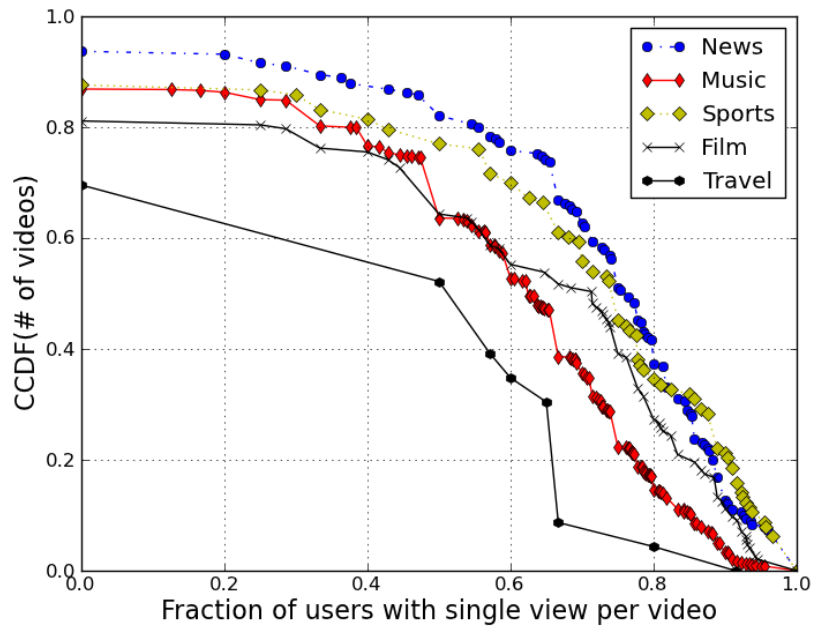 CCDF(# of videos)
1.0
0.8
0.6
0.4
0.2
0.0
0.0 0.2 0.4 0.6 0.8 1.0
Fraction of users with single view per video
News
Music
Sports
Film
Travel